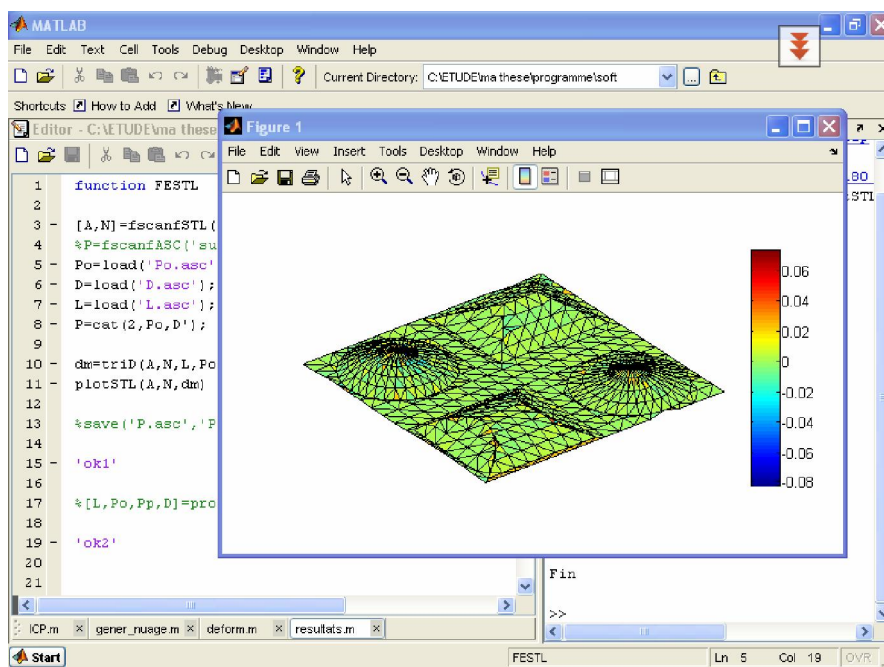 MATLAB
File Edit Text Cell Tools Debug Desktop Window Help
Current Directory: C:\ETUDE\ma these\programme\soft
Shortcuts How to Add What's New
Editor - C:\ETUDE\ma these
Figure 1
File Edit View Insert Tools Desktop Window Help
1 function FESTL
2
3 - [A,N]=fscanfSTL(
4 %P=fscanfASC('su
5 - Po=load('Po.asc'
6 - D=load('D.asc');
7 - L=load('L.asc');
8 - P=cat(2,Po,D');
9
10 - dm=triD(A,N,L,Po
11 - plotSTL(A,N,dm)
12
13 %save('P.asc','P
14
15 - 'ok1'
16
17 %[L,Po,Pp,D]=pro
18
19 - 'ok2'
20
21
0.06
0.04
0.02
0
-0.02
-0.04
-0.06
-0.08
80
STL
Fin
>>
ICP.m gener_nuage.m deform.m resultats.m
Start FESTL Ln 5 Col 19 OVR